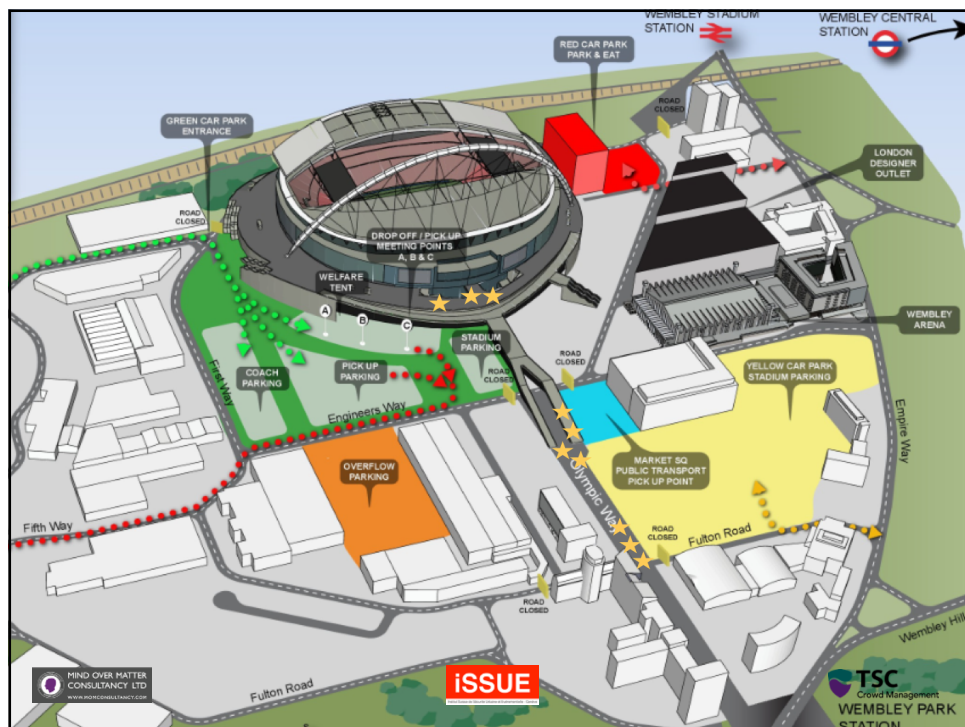 WEMBLEY STADIUM
STATION
WEMBLEY CENTRAL
STATION
RED CAR PARK
PARK & EAT
ROAD
CLOSED
GREEN CAR PARK
ENTRANCE
LONDON
DESIGNER
OUTLET
ROAD
CLOSED
DROP OFF / PICK UP
MEETING POINTS
A, B & C
WELFARE
TENT
A
B
C
STADIUM
PARKING
WEMBLEY
ARENA
ROAD
CLOSED
COACH
PARKING
PICK UP
PARKING
ROAD
CLOSED
YELLOW CAR PARK
STADIUM PARKING
First Way
Engineers Way
Empire Way
OVERFLOW
PARKING
MARKET SQ
PUBLIC TRANSPORT
PICK UP POINT
Olympic Way
Fifth Way
Fulton Road
ROAD
CLOSED
ROAD
CLOSED
Wembley Hill
Fulton Road
MIND OVER MATTER
CONSULTANCY LTD
WWW.MOMCONSULTANCY.COM
iSSUE
TSC
Crowd Management
WEMBLEY PARK
STATION